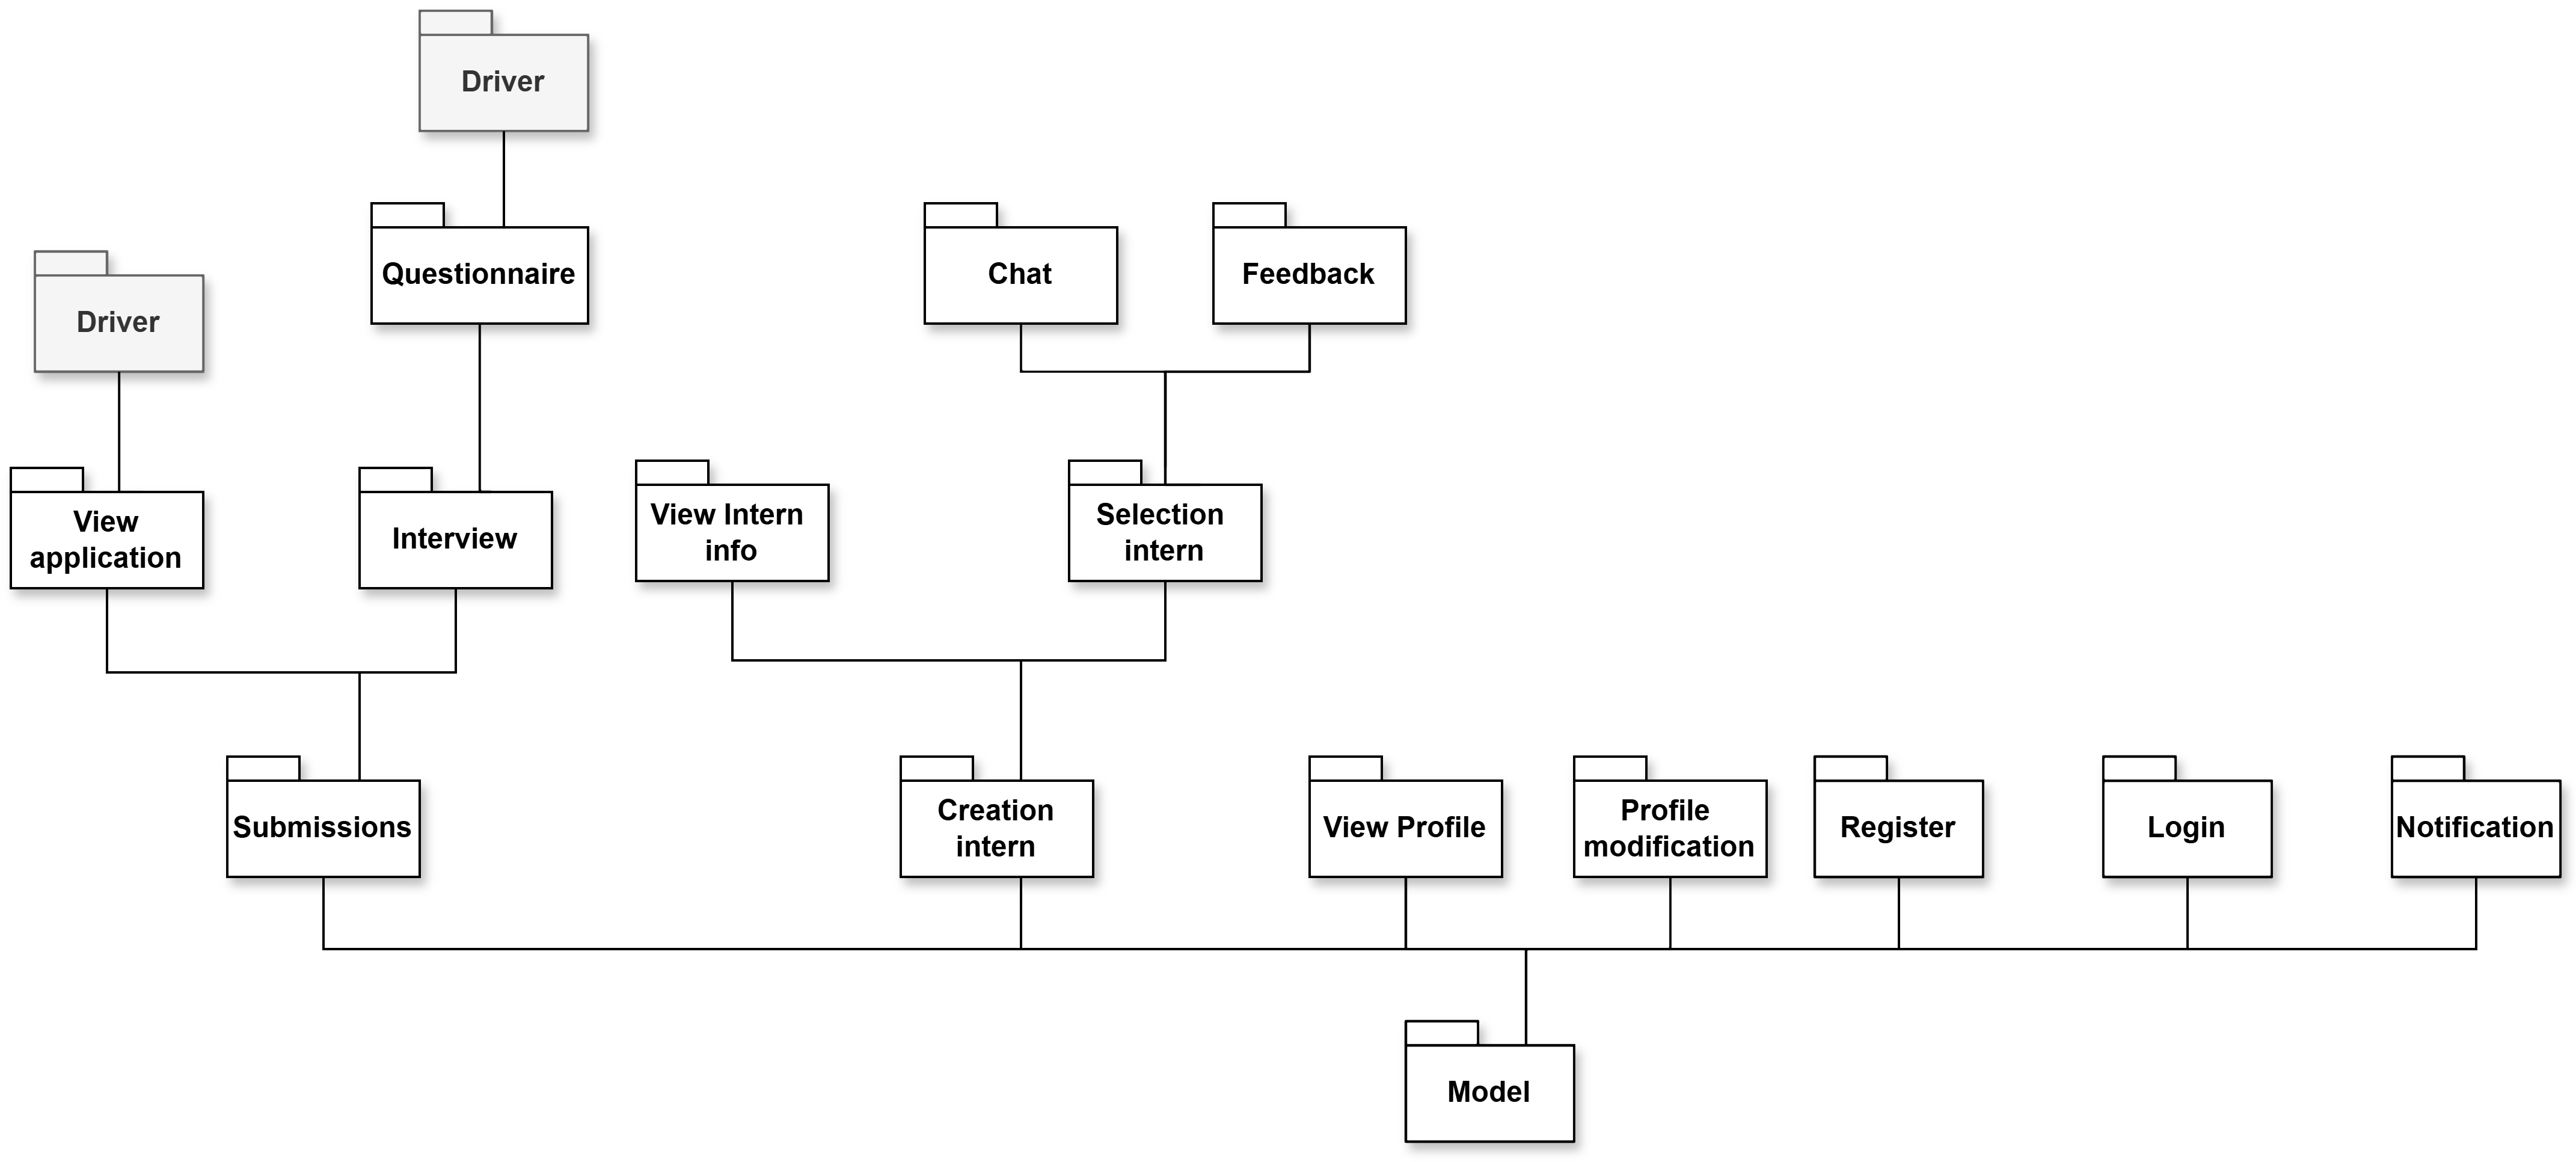 Driver
Questionnaire
Chat
Feedback
Driver
View
application
Interview
View Intern
info
Selection
intern
Submissions
Creation
intern
View Profile
Profile
modification
Register
Login
Notification
Model